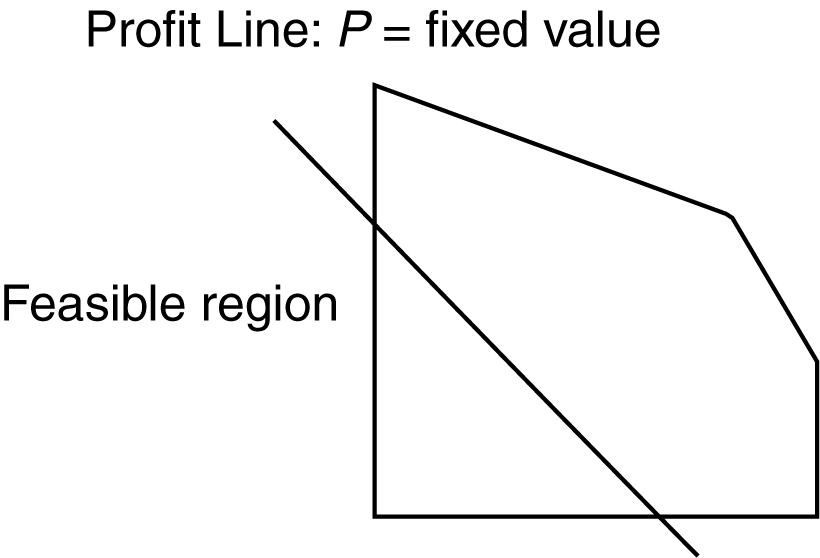 Profit Line: P = fixed value
Feasible region